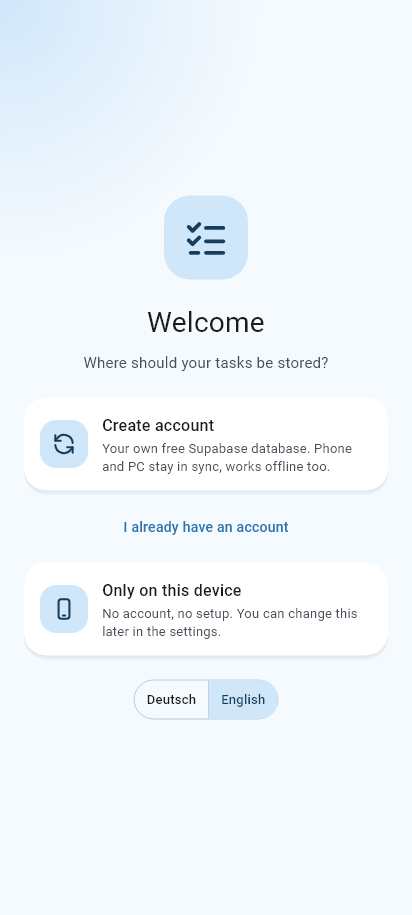 Welcome
Where should your tasks be stored?
Create account
Your own free Supabase database. Phone
and PC stay in sync, works offline too.
I already have an account
Only on this device
No account, no setup. You can change this
later in the settings.
Deutsch English